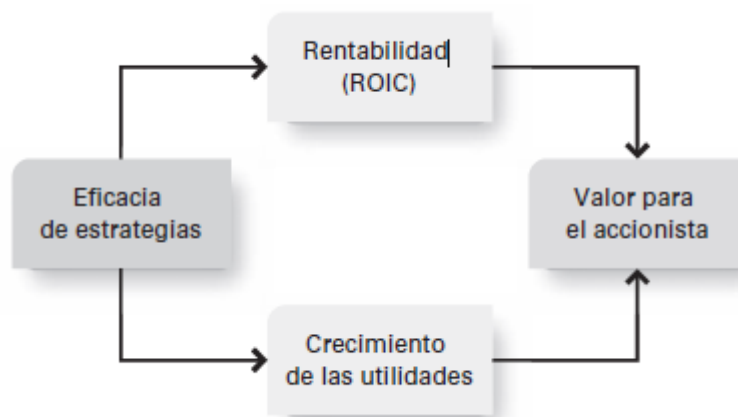 Rentabilidad
(ROIC)
Eficacia
de estrategias
Valor para
el accionista
Crecimiento
de las utilidades